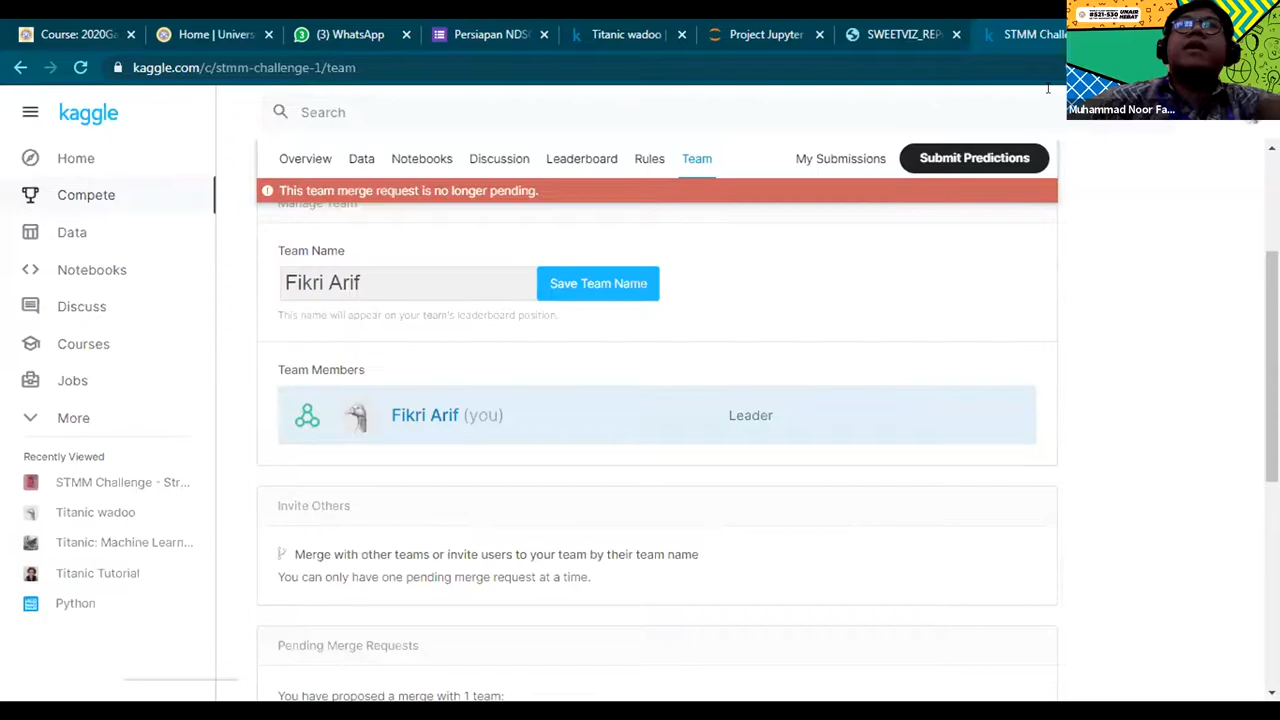 Course: 2020Ga
Home | Univers
(3) WhatsApp
Persiapan NDS
Titanic wadoo
Project Jupyter
SWEETVIZ_REP
STMM Challe
#521-530
UNAIR
HEBAT
kaggle.com/c/stmm-challenge-1/team
Muhammad Noor Fa...
kaggle
Search
Home
Compete
Data
Notebooks
Discuss
Courses
Jobs
More
Recently Viewed
STMM Challenge - Str...
Titanic wadoo
Titanic: Machine Learn...
Titanic Tutorial
Python
Overview Data Notebooks Discussion Leaderboard Rules Team My Submissions Submit Predictions
This team merge request is no longer pending.
Manage Team
Team Name
Fikri Arif Save Team Name
This name will appear on your team's leaderboard position.
Team Members
Fikri Arif (you) Leader
Invite Others
Merge with other teams or invite users to your team by their team name
You can only have one pending merge request at a time.
Pending Merge Requests
You have proposed a merge with 1 team: